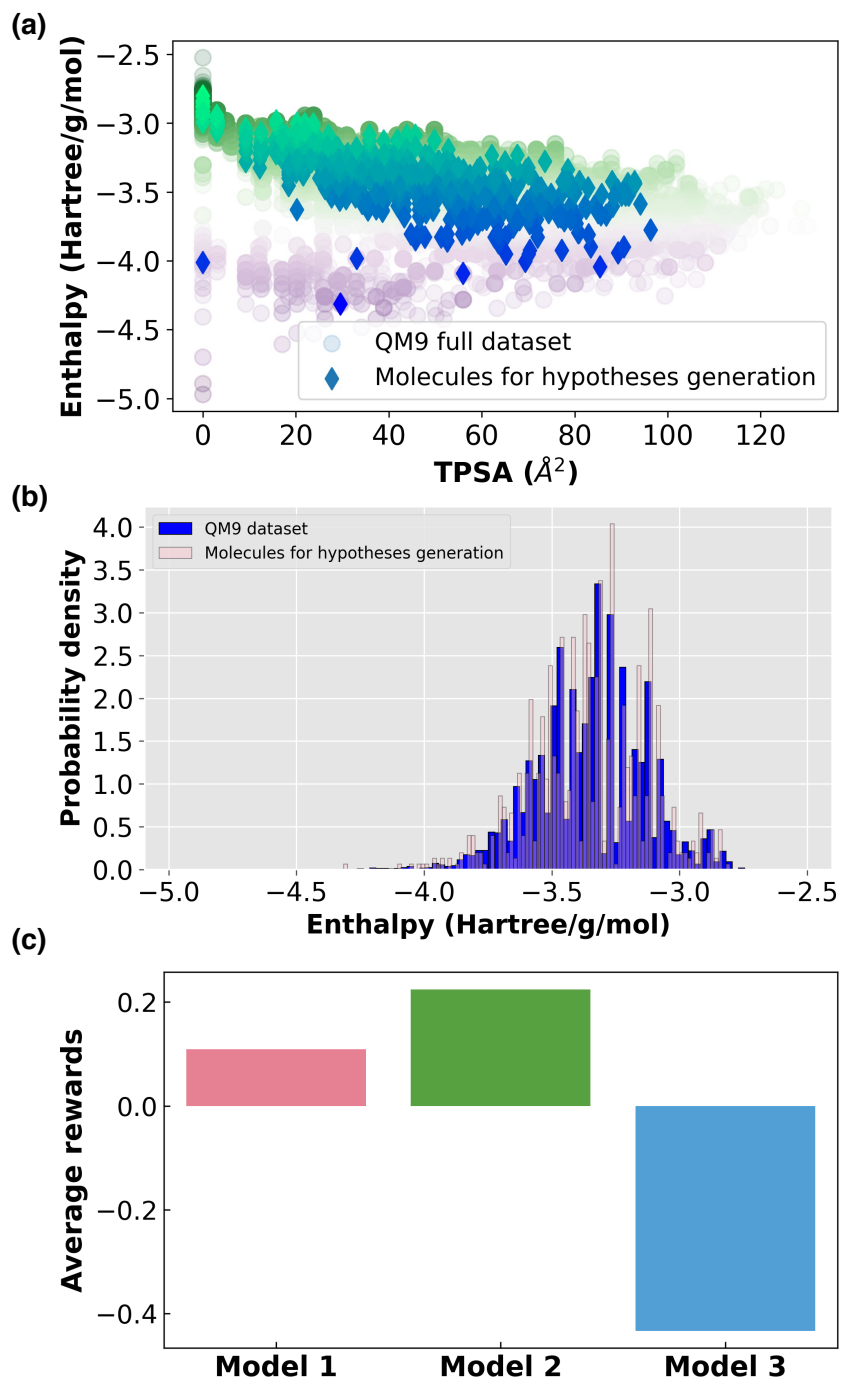 (a)
Enthalpy (Hartree/g/mol)
−2.5
−3.0
−3.5
−4.0
−4.5
−5.0
QM9 full dataset
Molecules for hypotheses generation
0 20 40 60 80 100 120
TPSA (Å²)
(b)
Probability density
4.0
3.5
3.0
2.5
2.0
1.5
1.0
0.5
0.0
QM9 dataset
Molecules for hypotheses generation
−5.0 −4.5 −4.0 −3.5 −3.0 −2.5
Enthalpy (Hartree/g/mol)
(c)
Average rewards
0.2
0.0
−0.2
−0.4
Model 1 Model 2 Model 3